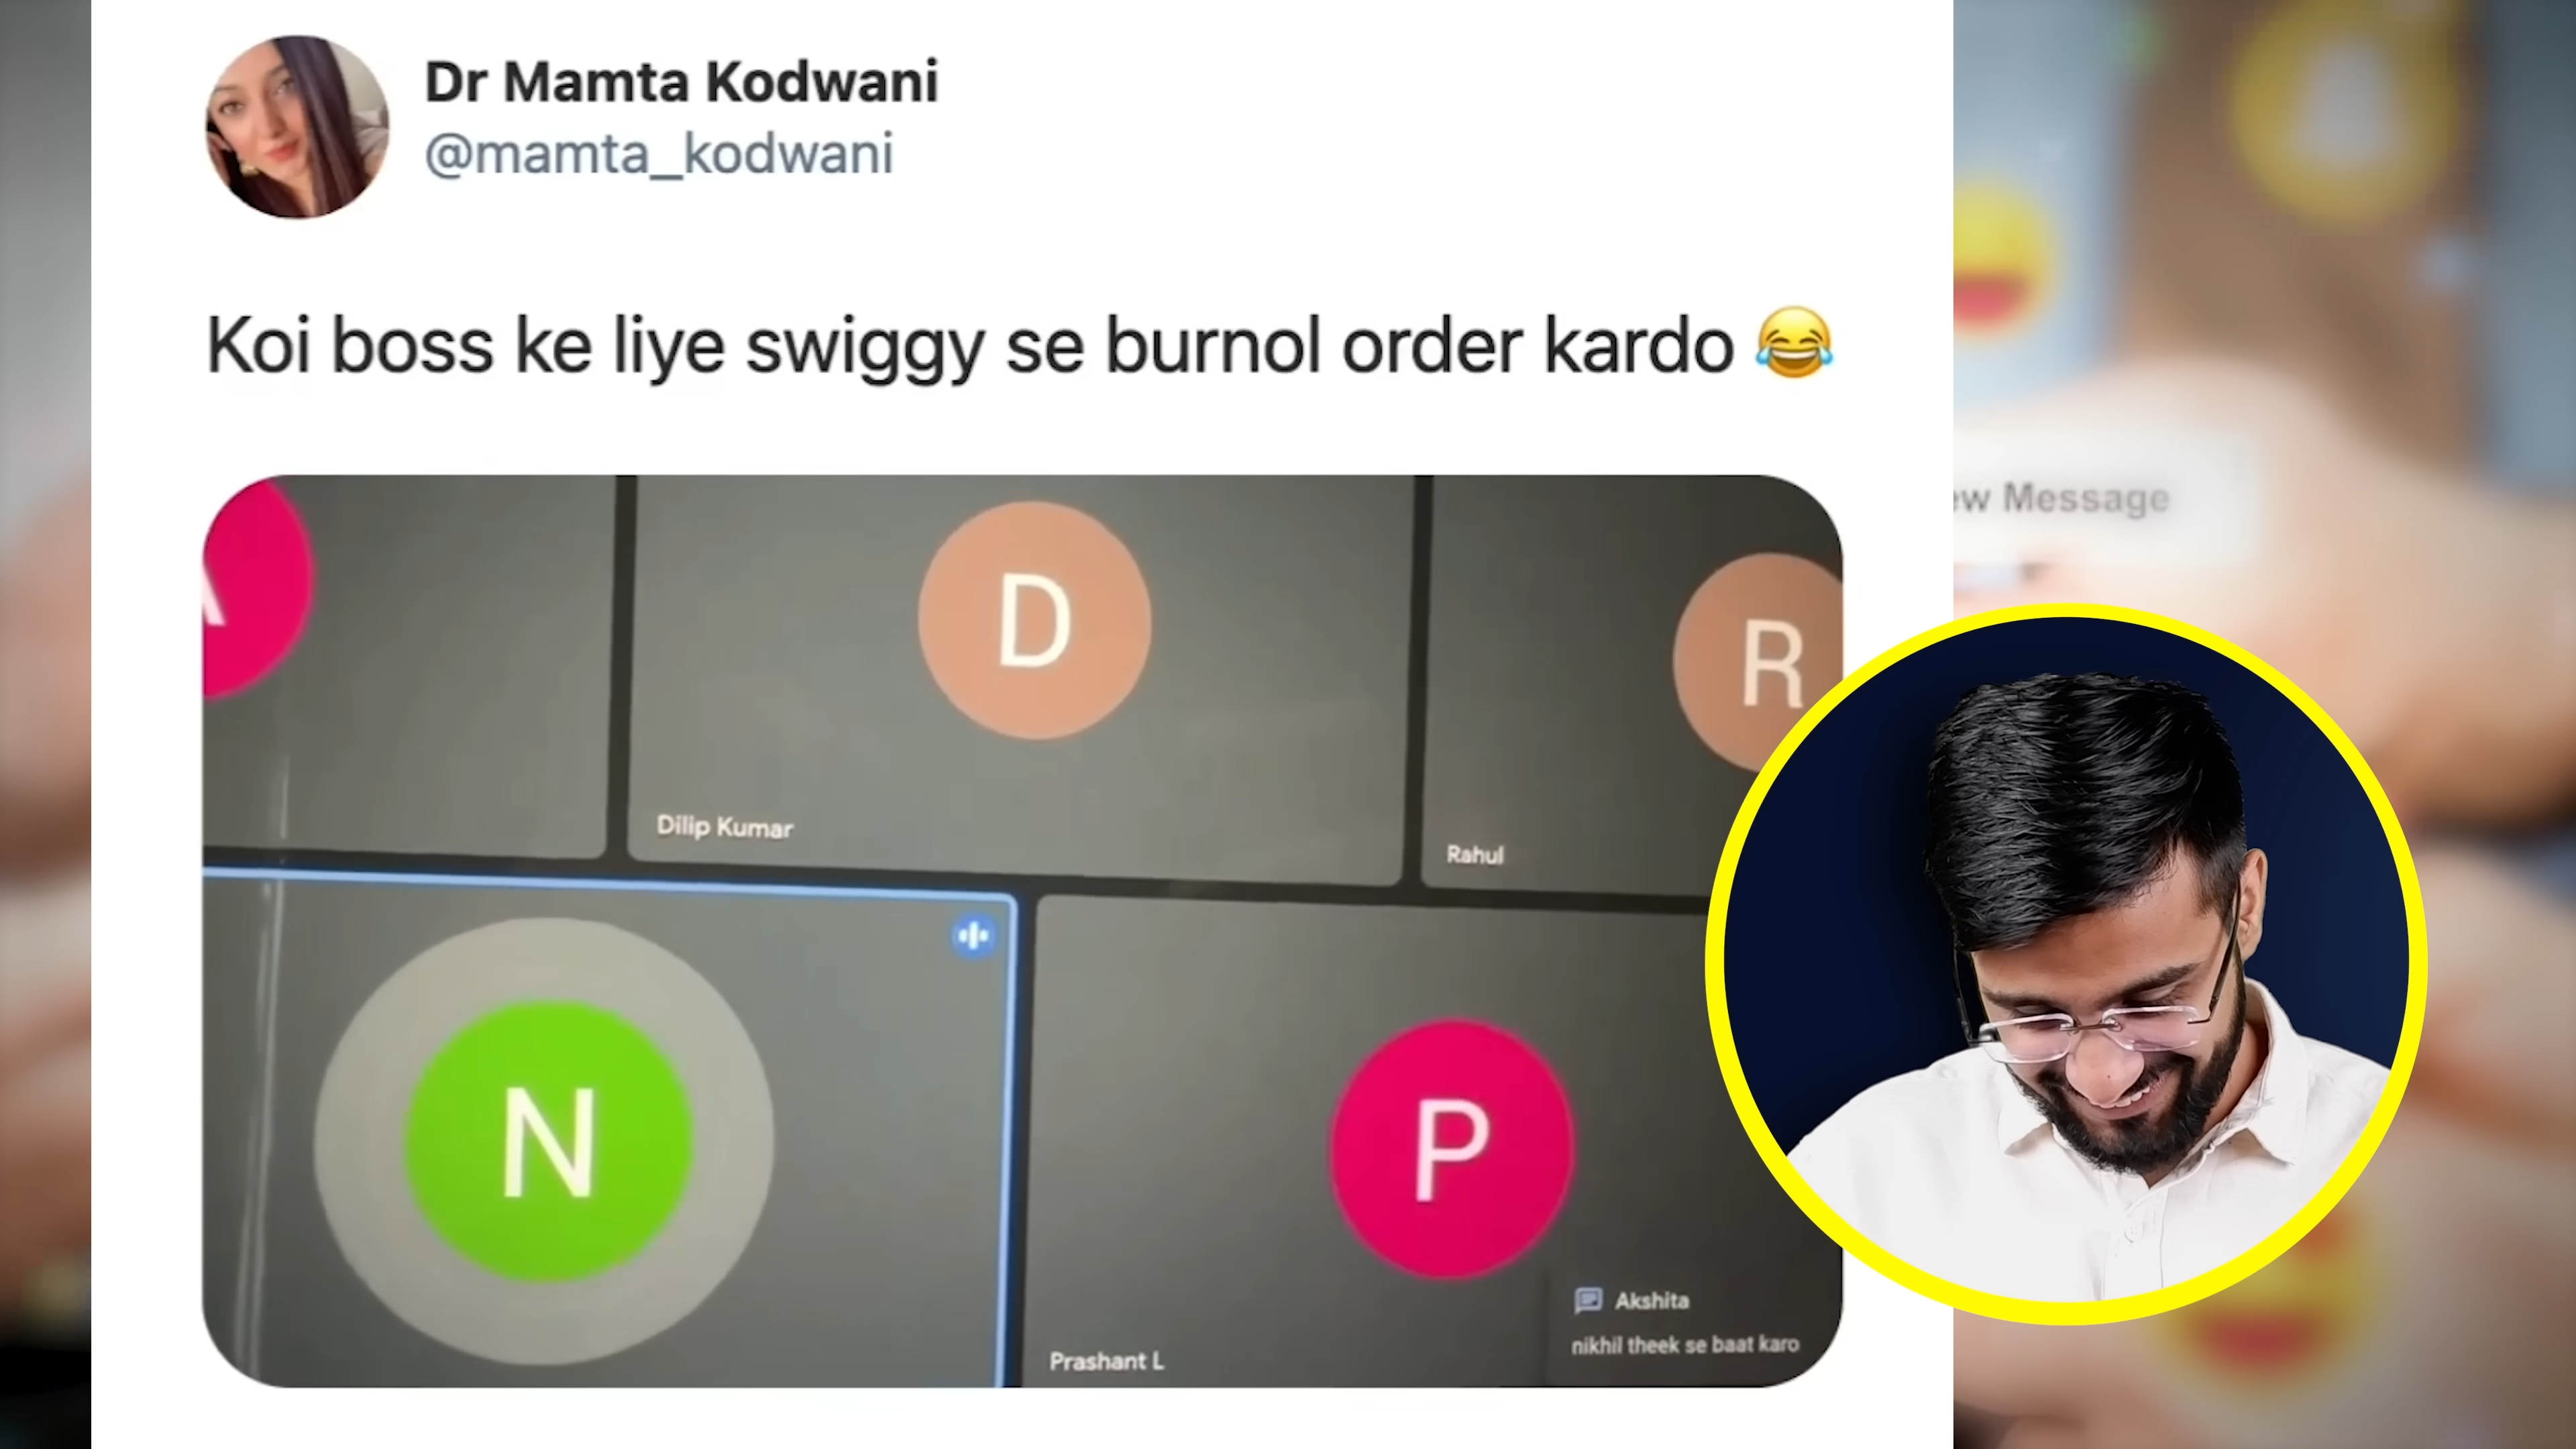 Dr Mamta Kodwani
@mamta_kodwani
Koi boss ke liye swiggy se burnol order kardo 😂
ew Message
A
D
R
Dilip Kumar
Rahul
N
P
Akshita
nikhil theek se baat karo
Prashant L